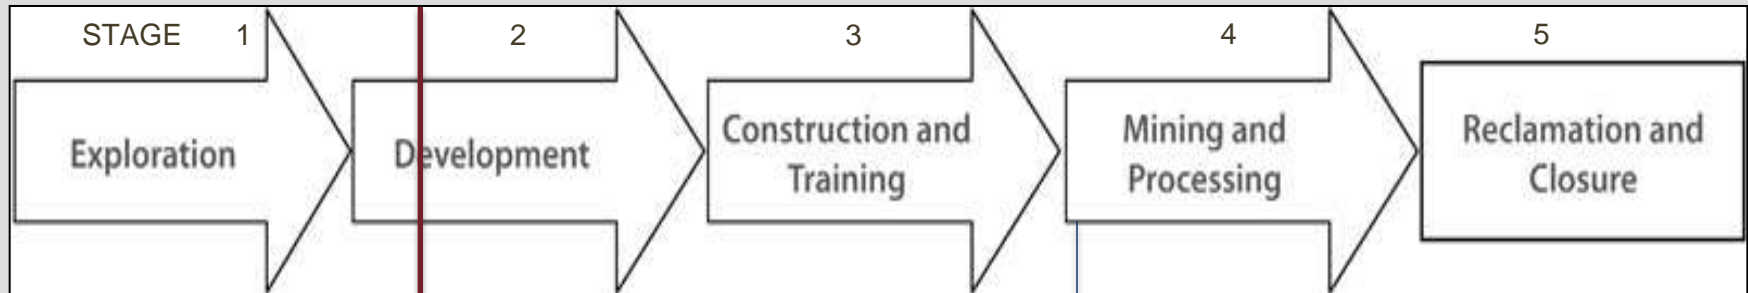 STAGE 1 2 3 4 5
Exploration
Development
Construction and
Training
Mining and
Processing
Reclamation and
Closure